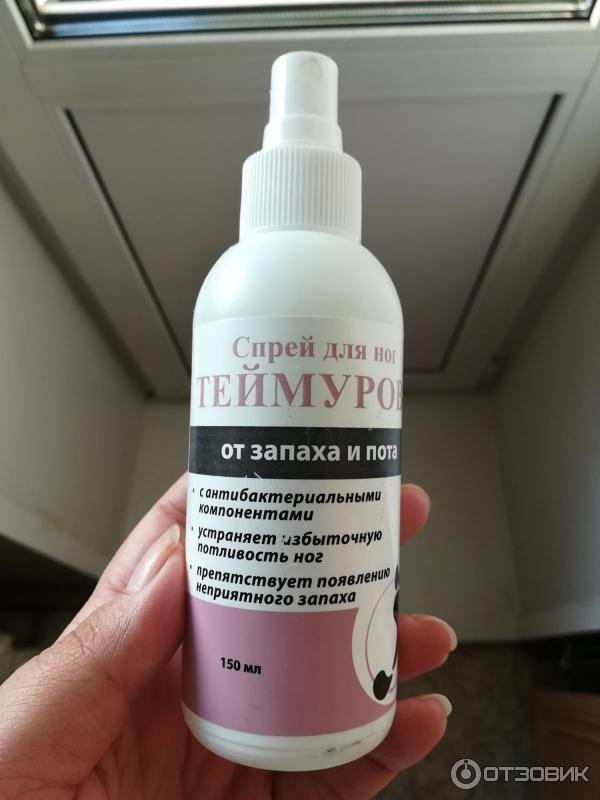 Спрей для ног
ТЕЙМУРОВ
от запаха и пота
· с антибактериальными
компонентами
· устраняет избыточную
потливость ног
· препятствует появлению
неприятного запаха
150 мл
ОТЗОВИК